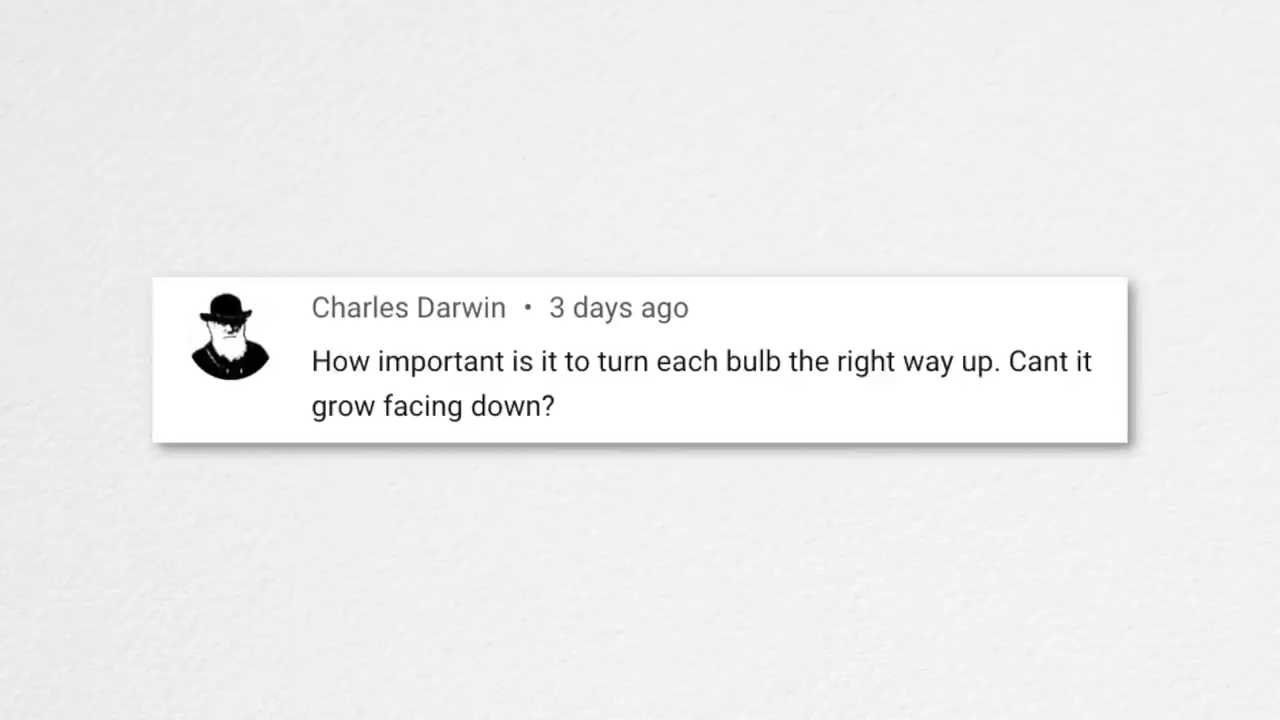 Charles Darwin • 3 days ago
How important is it to turn each bulb the right way up. Cant it
grow facing down?